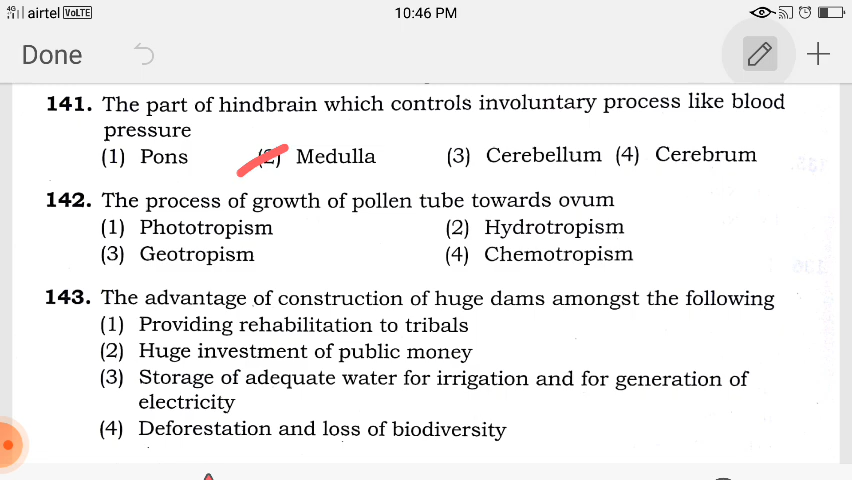 4G airtel VoLTE 10:46 PM
Done
141. The part of hindbrain which controls involuntary process like blood
pressure
(1) Pons (2) Medulla (3) Cerebellum (4) Cerebrum
142. The process of growth of pollen tube towards ovum
(1) Phototropism (2) Hydrotropism
(3) Geotropism (4) Chemotropism
143. The advantage of construction of huge dams amongst the following
(1) Providing rehabilitation to tribals
(2) Huge investment of public money
(3) Storage of adequate water for irrigation and for generation of
electricity
(4) Deforestation and loss of biodiversity